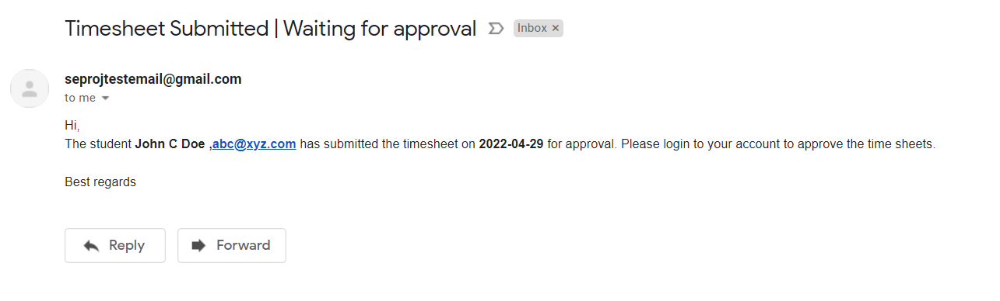 Timesheet Submitted | Waiting for approval Inbox ×
seprojtestemail@gmail.com
to me
Hi,
The student John C Doe ,abc@xyz.com has submitted the timesheet on 2022-04-29 for approval. Please login to your account to approve the time sheets.
Best regards
Reply Forward